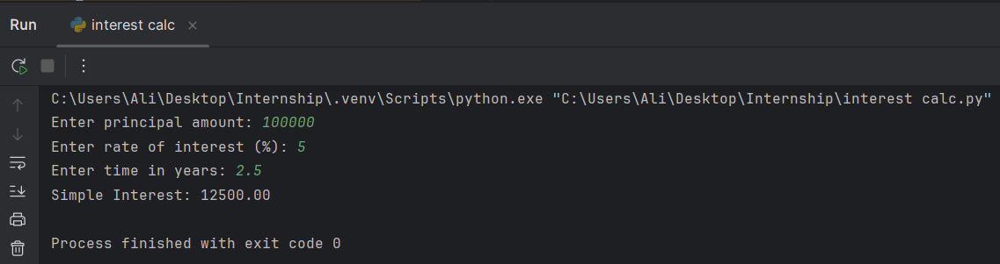 Run interest calc
C:\Users\Ali\Desktop\Internship\.venv\Scripts\python.exe "C:\Users\Ali\Desktop\Internship\interest calc.py"
Enter principal amount: 100000
Enter rate of interest (%): 5
Enter time in years: 2.5
Simple Interest: 12500.00
Process finished with exit code 0